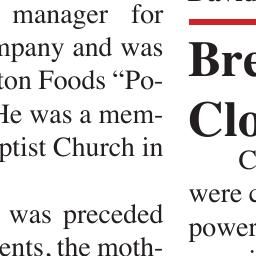 manager for
mpany and was
ton Foods “Po-
He was a mem-
ptist Church in
was preceded
ents, the moth-
Bre
Clo
C
were c
power